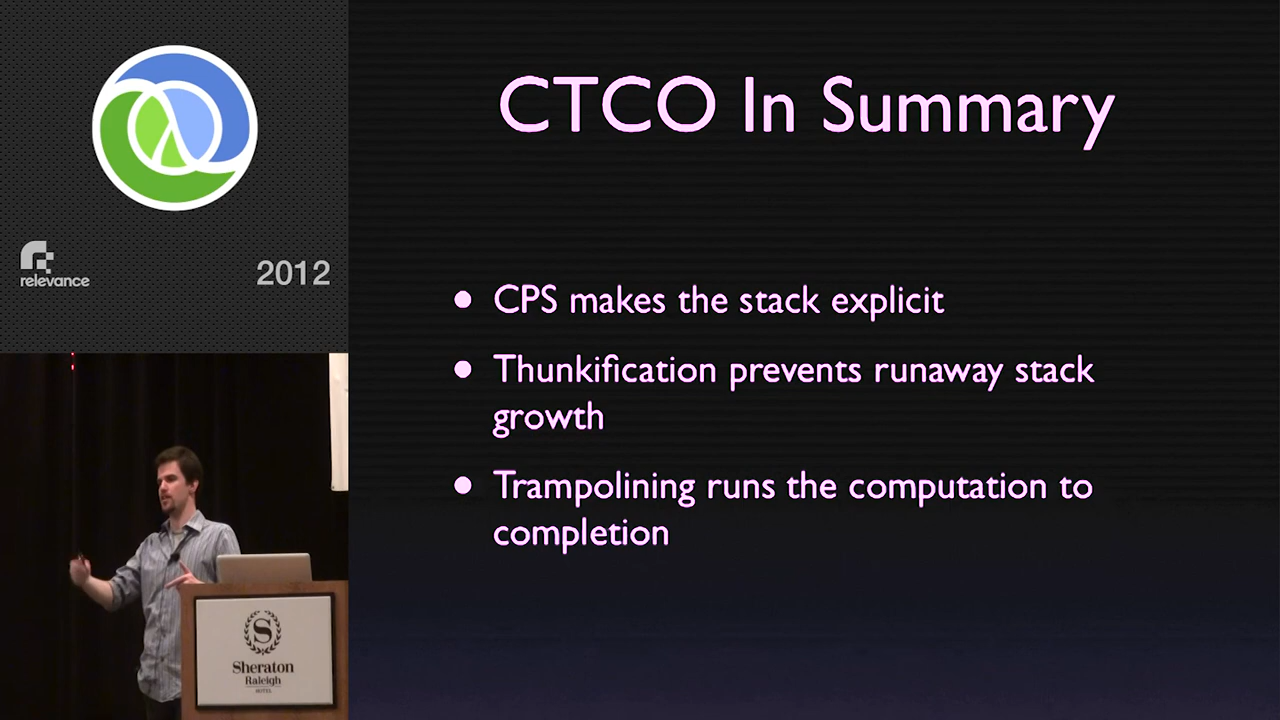 CTCO In Summary
relevance
2012
• CPS makes the stack explicit
• Thunkification prevents runaway stack
growth
• Trampolining runs the computation to
completion
S
Sheraton
Raleigh
HOTEL